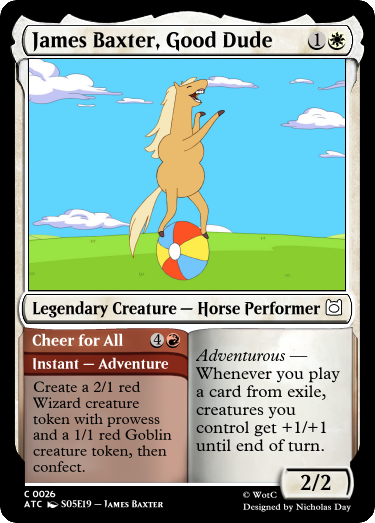 James Baxter, Good Dude 1
Legendary Creature — Horse Performer
Cheer for All 4
Instant — Adventure
Create a 2/1 red
Wizard creature
token with prowess
and a 1/1 red Goblin
creature token, then
confect.
Adventurous —
Whenever you play
a card from exile,
creatures you
control get +1/+1
until end of turn.
2/2
C 0026
ATC S05E19 — James Baxter
© WotC
Designed by Nicholas Day